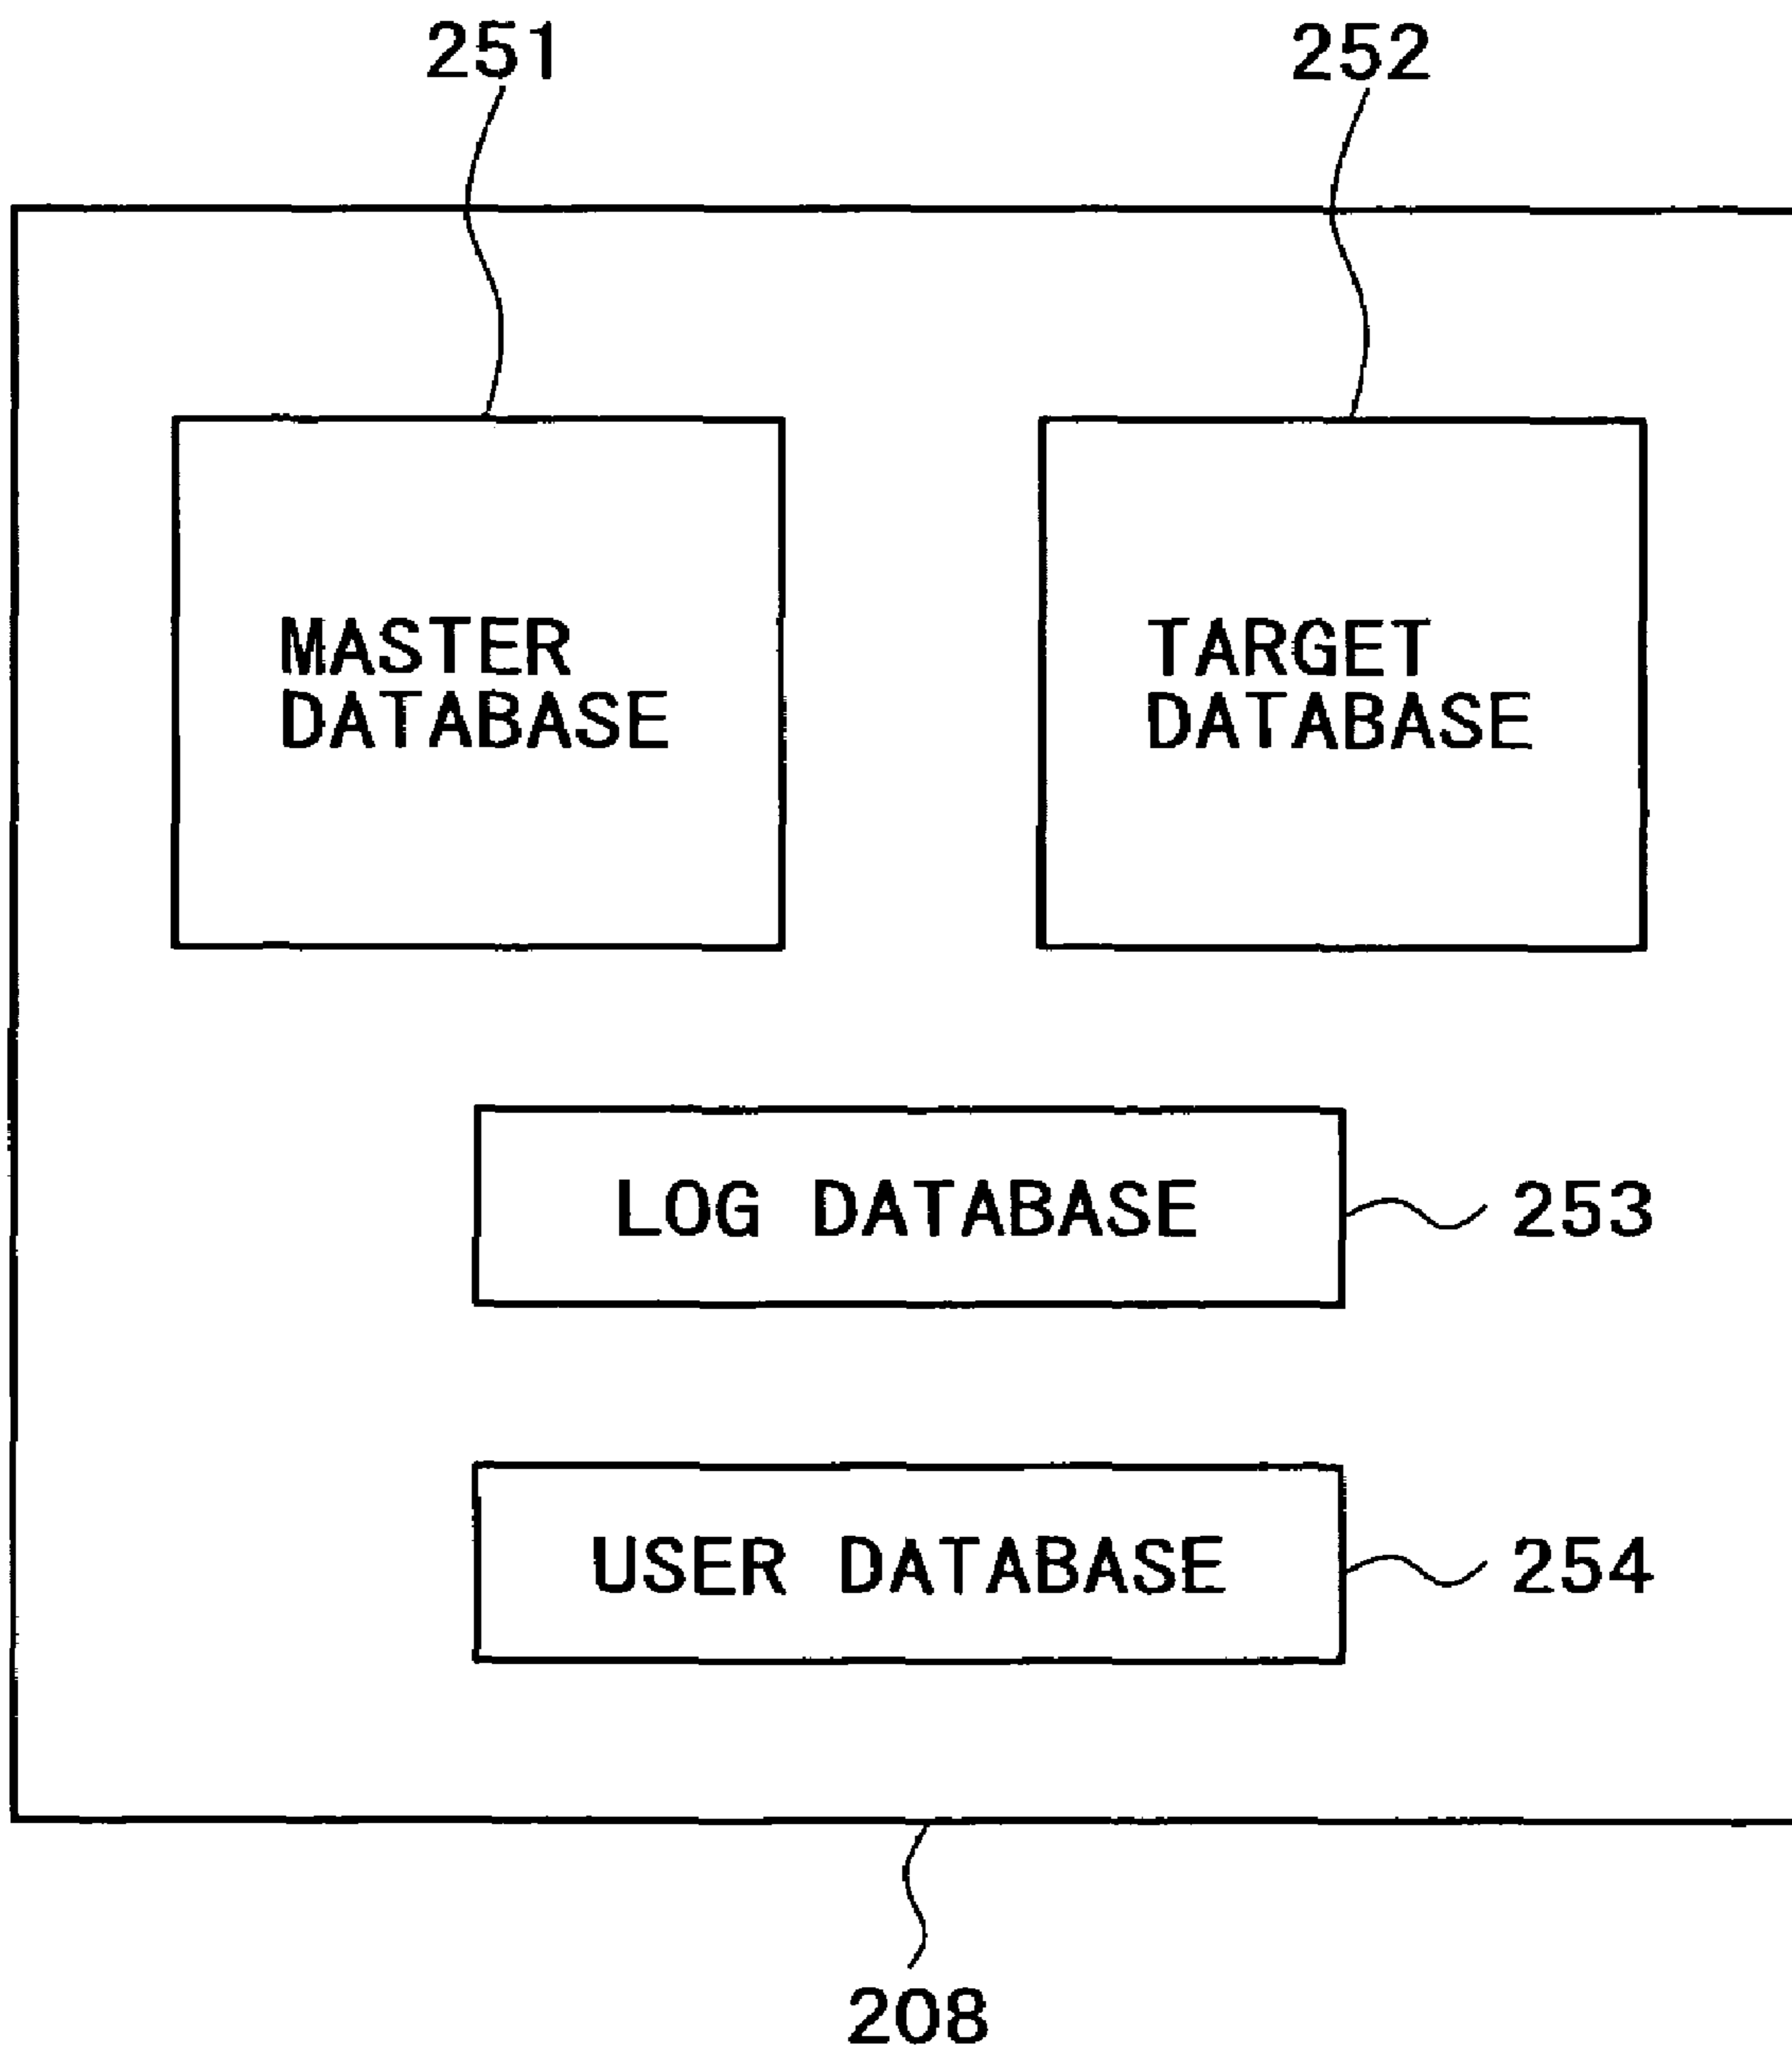 251
252
MASTER
DATABASE
TARGET
DATABASE
LOG DATABASE
253
USER DATABASE
254
208